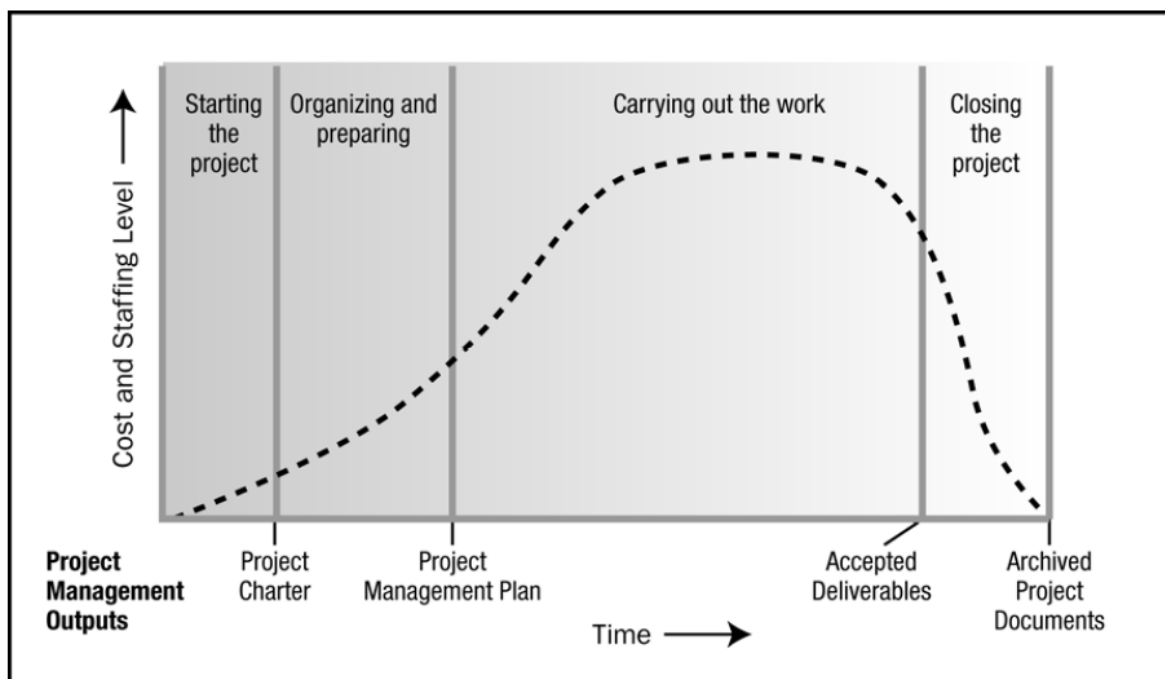 Starting
the
project
Organizing and
preparing
Carrying out the work
Closing
the
project
Cost and Staffing Level
Project
Management
Outputs
Project
Charter
Project
Management Plan
Accepted
Deliverables
Archived
Project
Documents
Time